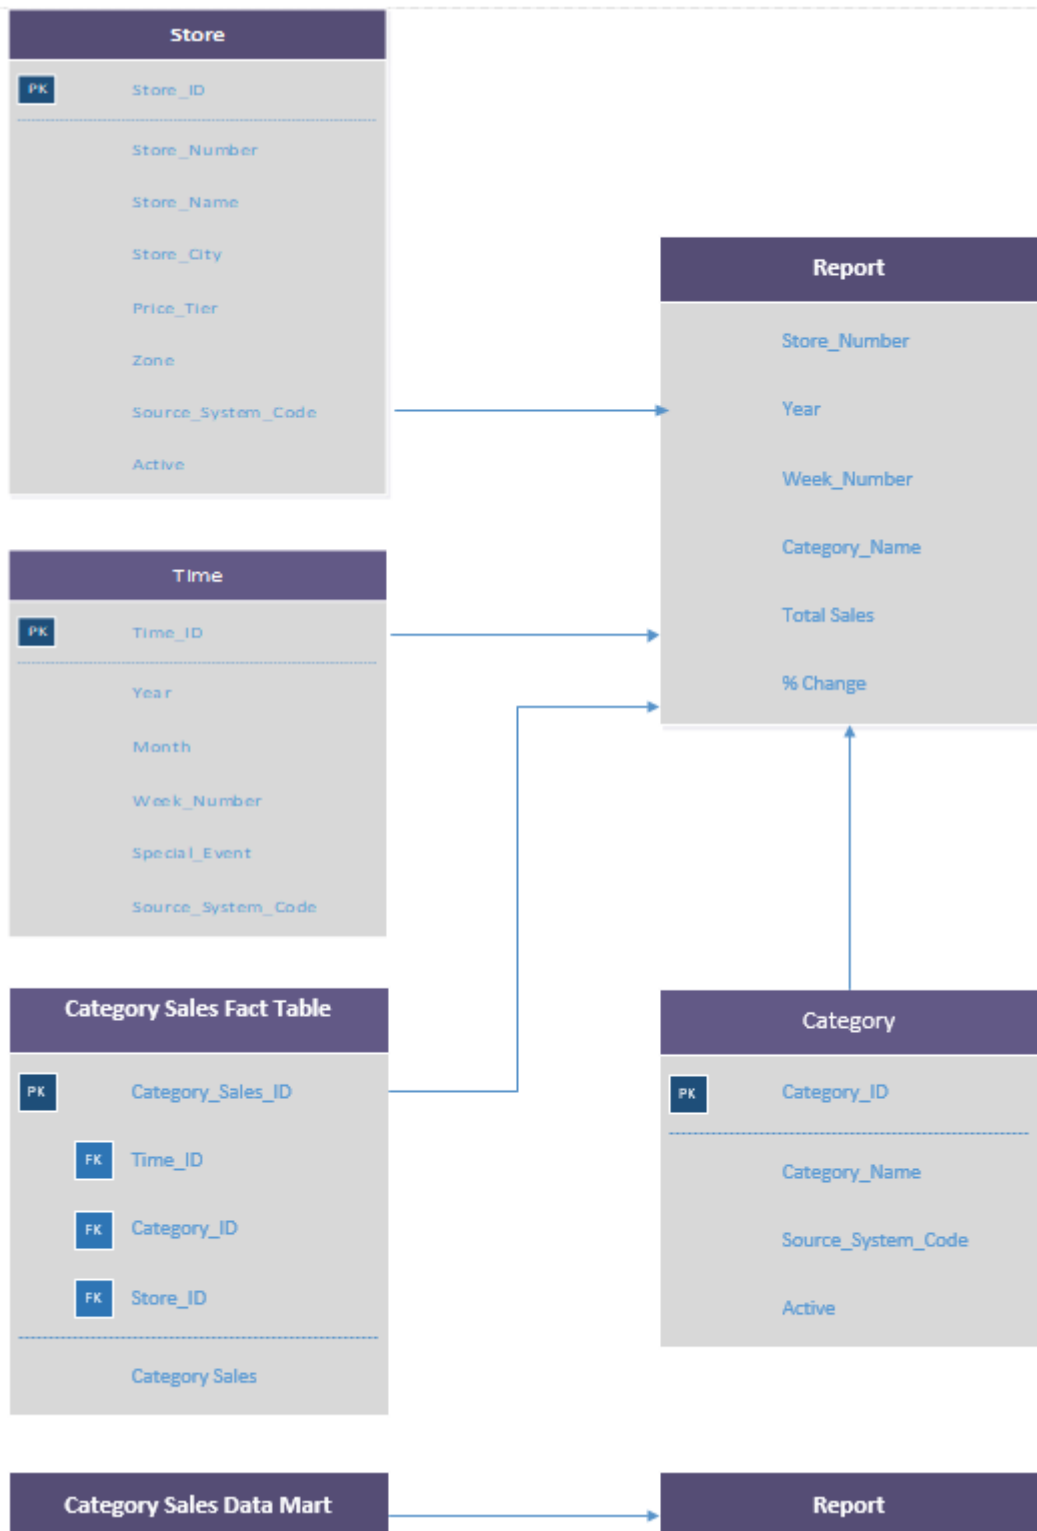 Store
PK Store_ID
Store_Number
Store_Name
Store_City
Price_Tier
Zone
Source_System_Code
Active
Report
Store_Number
Year
Week_Number
Category_Name
Total Sales
% Change
Time
PK Time_ID
Year
Month
Week_Number
Special_Event
Source_System_Code
Category Sales Fact Table
PK Category_Sales_ID
FK Time_ID
FK Category_ID
FK Store_ID
Category Sales
Category
PK Category_ID
Category_Name
Source_System_Code
Active
Category Sales Data Mart
Report